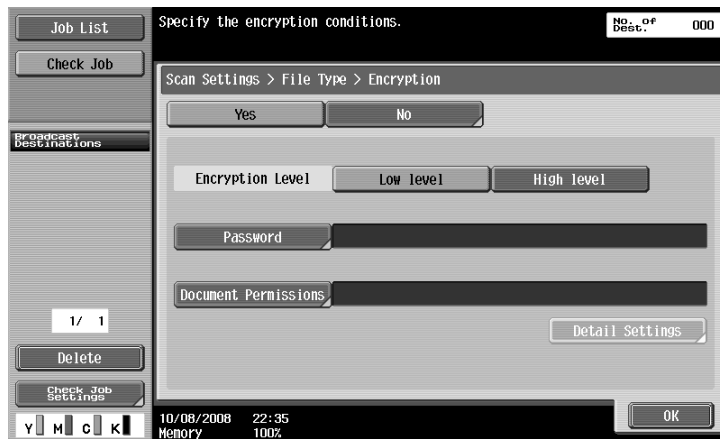 Job List
Check Job
Broadcast
Destinations
1/ 1
Delete
Check Job
Settings
Y M C K
Specify the encryption conditions.
No. of
Dest.
000
Scan Settings > File Type > Encryption
Yes No
Encryption Level Low level High level
Password
Document Permissions
Detail Settings
10/08/2008 22:35
Memory 100%
OK